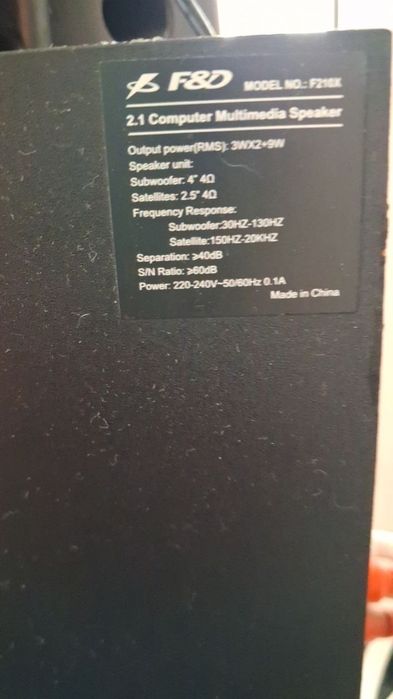 F&D MODEL NO.: F210X
2.1 Computer Multimedia Speaker
Output power(RMS): 3WX2+9W
Speaker unit:
Subwoofer: 4" 4Ω
Satellites: 2.5" 4Ω
Frequency Response:
Subwoofer:30HZ-130HZ
Satellite:150HZ-20KHZ
Separation: ≥40dB
S/N Ratio: ≥60dB
Power: 220-240V~50/60Hz 0.1A
Made in China